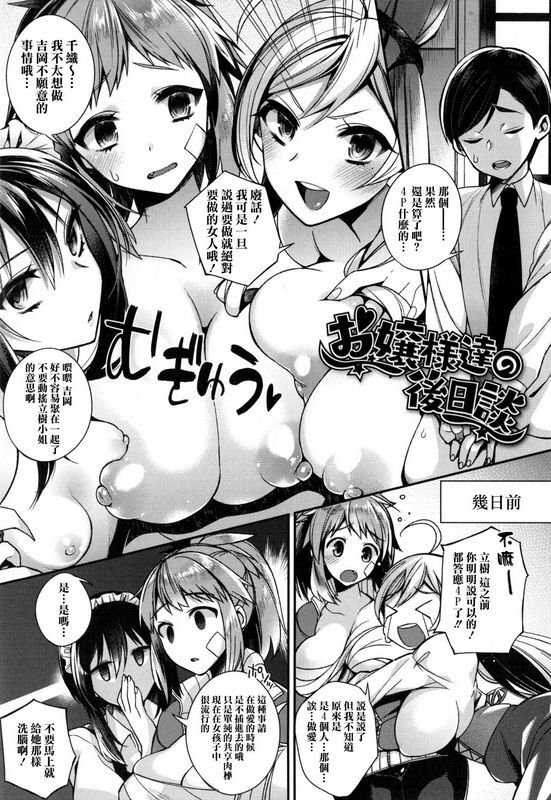 那個——
果然
還是算了吧?
4P什麼的…
廢話!
我可是一旦
說過要做就絕對
要做的女人哦!
千織~…
我不太想做
吉岡不願意的
事情哦…
喂喂 吉岡
好不容易聚在一起了
不要動搖立樹小姐
的意思啊
むぎゅうぅ♡
お嬢様達の
後日談
幾日前
不嘛——
立樹 這之前
你明明說可以的!
都答應4P了!!
說是說了
但我不知道
原來是
是4個人…那個…
該…做愛…
這種事請
在做愛的時候
是不插進去的哦
只是單純的共享肉棒
現在在女孩子中
很流行的
是…是嗎…
不要馬上就
給她那樣
洗腦啊!